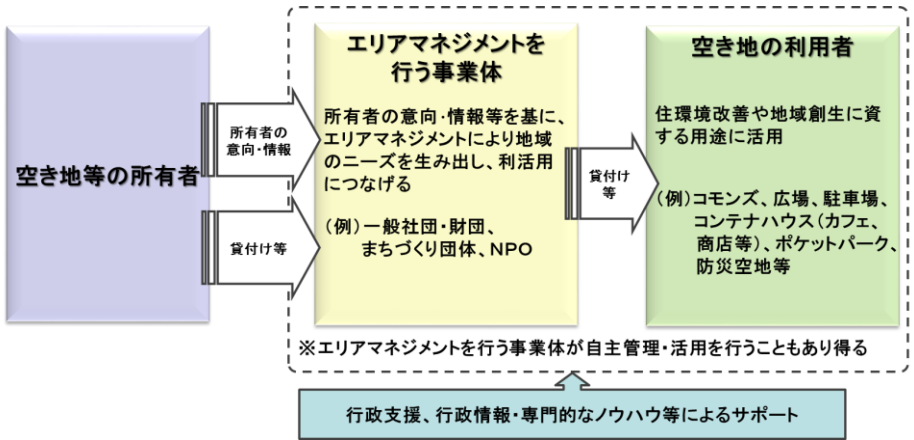 空き地等の所有者
所有者の
意向・情報
貸付け等
エリアマネジメントを
行う事業体
所有者の意向・情報等を基に、
エリアマネジメントにより地域
のニーズを生み出し、利活用
につなげる
（例）一般社団・財団、
まちづくり団体、NPO
貸付け
等
空き地の利用者
住環境改善や地域創生に資
する用途に活用
（例）コモンズ、広場、駐車場、
コンテナハウス（カフェ、
商店等）、ポケットパーク、
防災空地等
※エリアマネジメントを行う事業体が自主管理・活用を行うこともあり得る
行政支援、行政情報・専門的なノウハウ等によるサポート